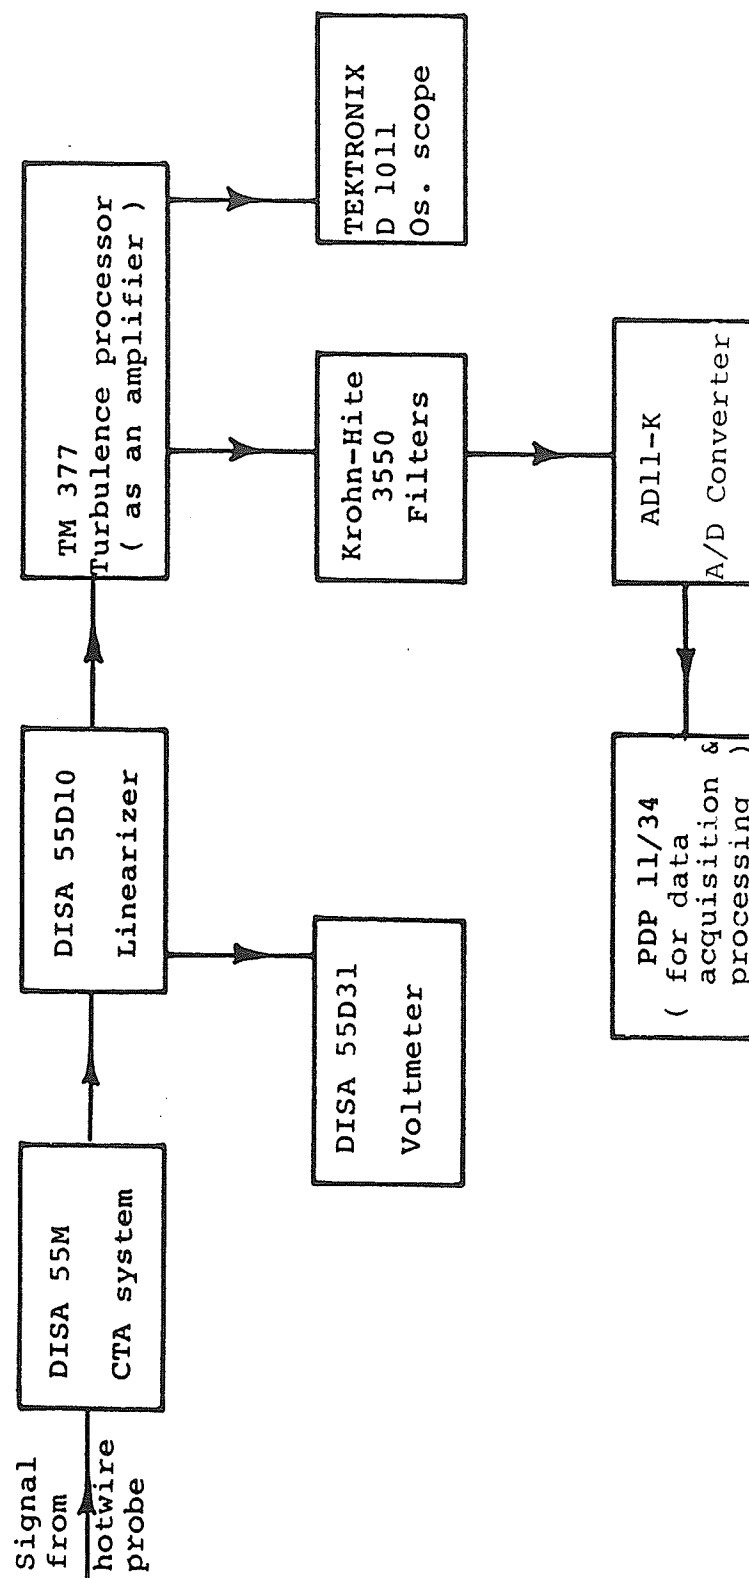 Signal
from
hotwire
probe
DISA 55M
CTA system
DISA 55D10
Linearizer
DISA 55D31
Voltmeter
TM 377
Turbulence processor
( as an amplifier )
TEKTRONIX
D 1011
Os. scope
Krohn-Hite
3550
Filters
AD11-K
A/D Converter
PDP 11/34
( for data
acquisition &
processing )